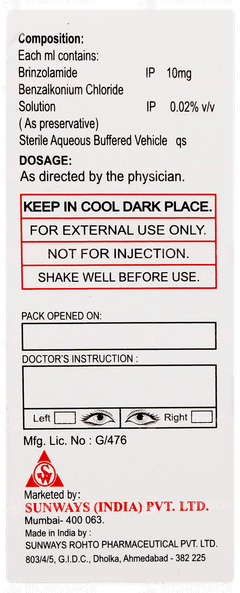 Composition:
Each ml contains:
Brinzolamide IP 10mg
Benzalkonium Chloride
Solution IP 0.02% v/v
( As preservative)
Sterile Aqueous Buffered Vehicle qs
DOSAGE:
As directed by the physician.
KEEP IN COOL DARK PLACE.
FOR EXTERNAL USE ONLY.
NOT FOR INJECTION.
SHAKE WELL BEFORE USE.
PACK OPENED ON:
DOCTOR'S INSTRUCTION :
Left Right
Mfg. Lic. No : G/476
SW
Marketed by:
SUNWAYS (INDIA) PVT. LTD.
Mumbai- 400 063.
Made in India by :
SUNWAYS ROHTO PHARMACEUTICAL PVT. LTD.
803/4/5, G.I.D.C., Dholka, Ahmedabad - 382 225